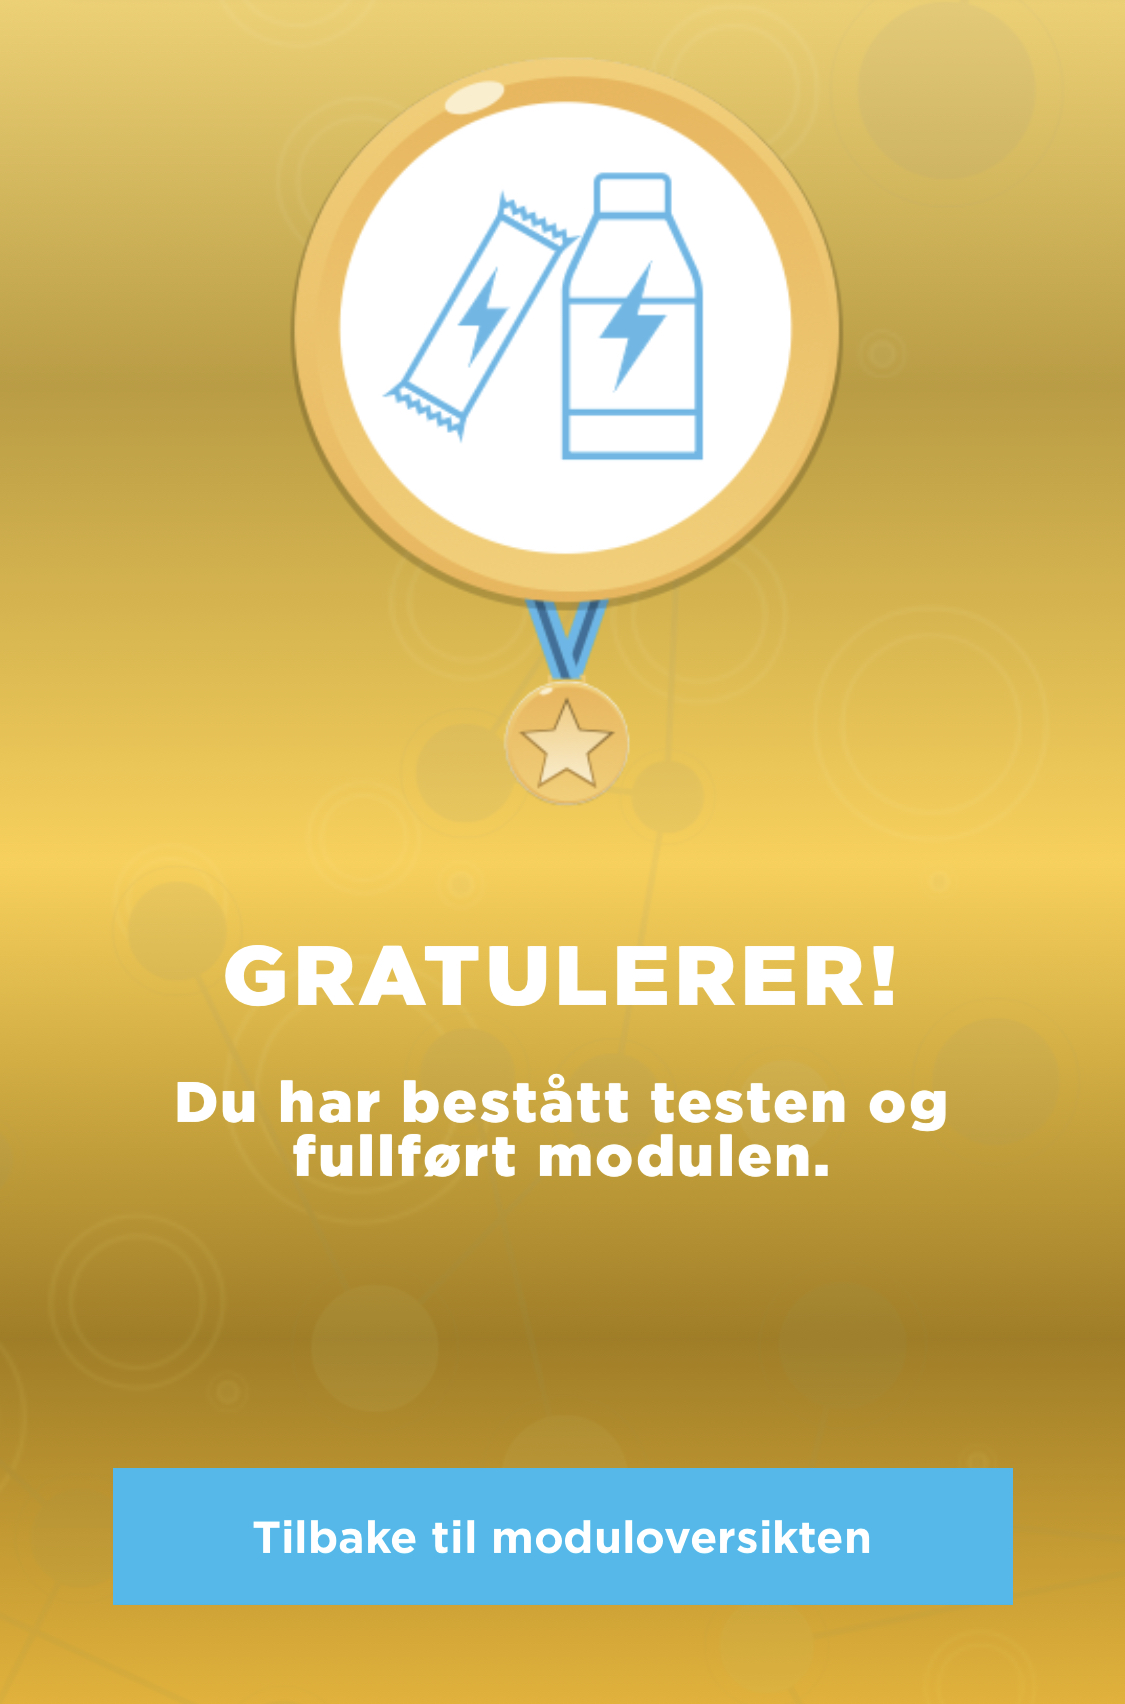 GRATULERER!
Du har bestått testen og
fullført modulen.
Tilbake til moduloversikten